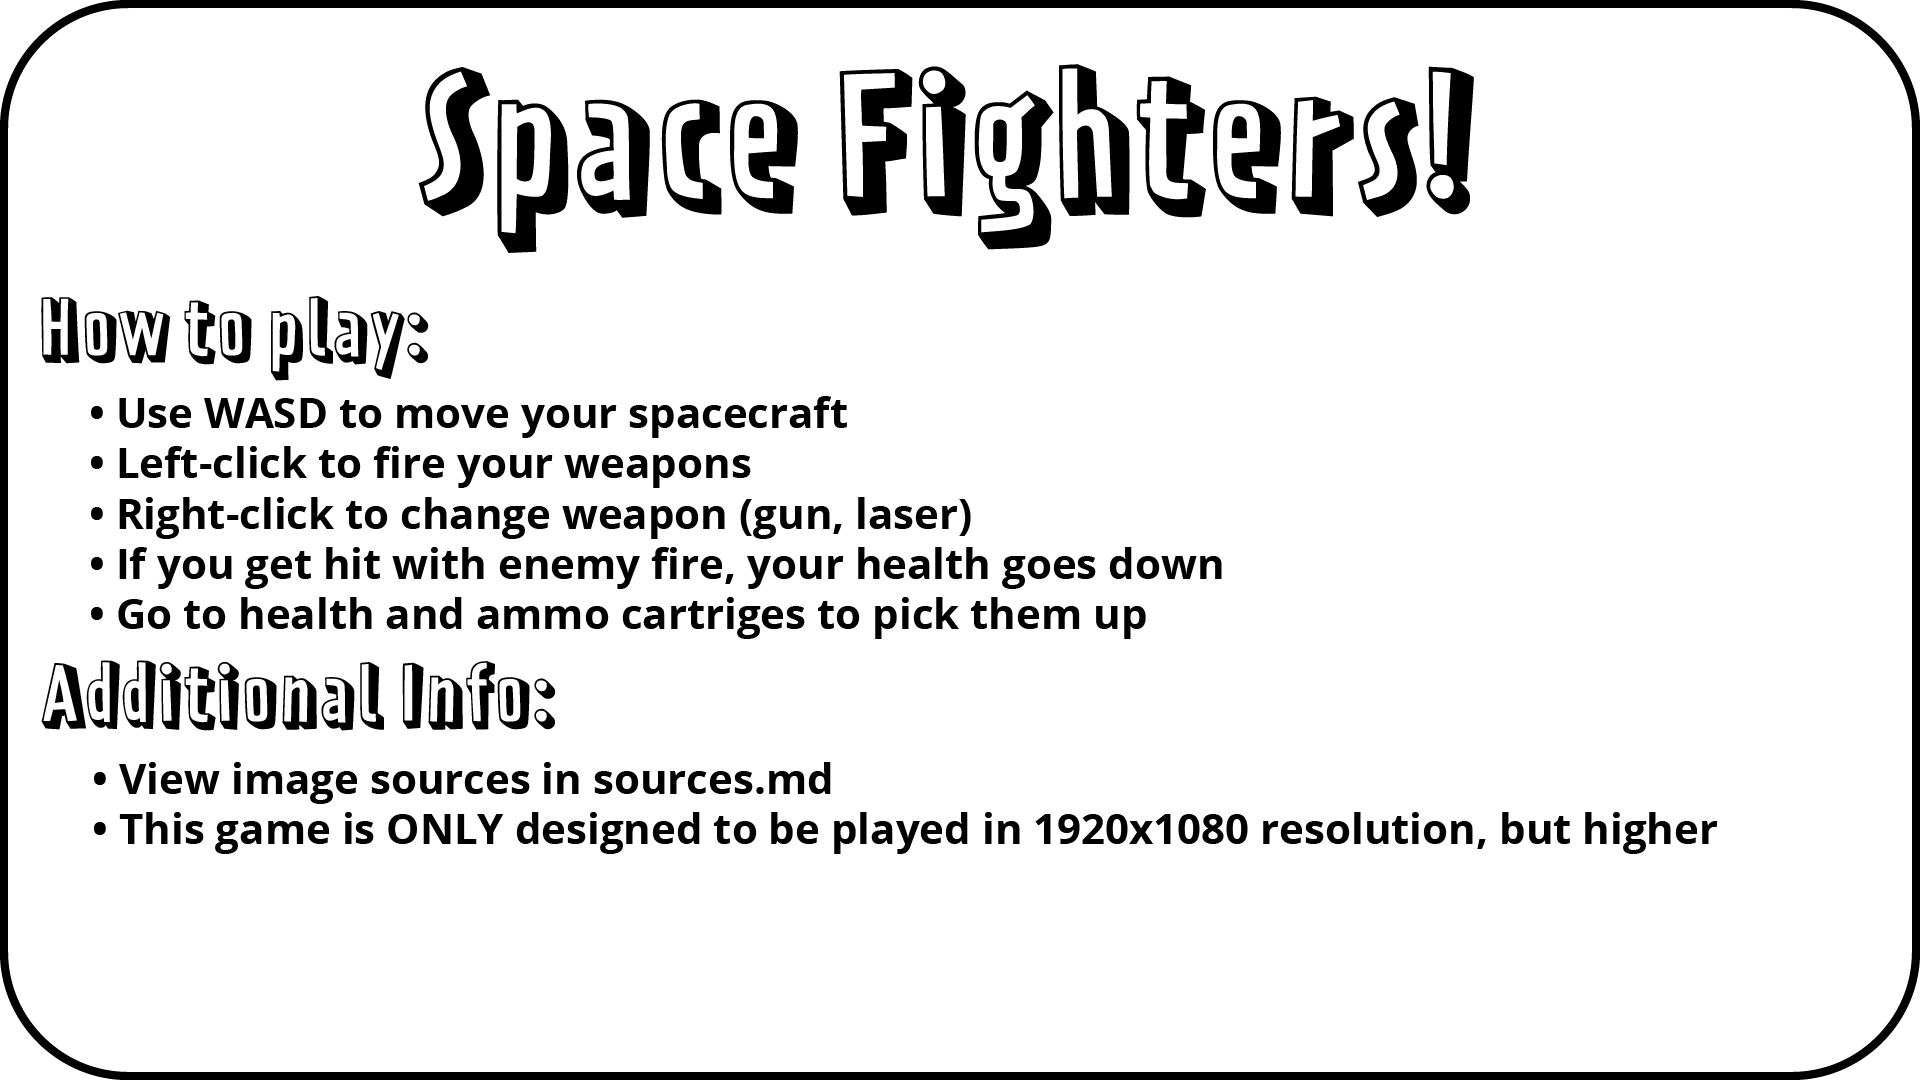 Space Fighters!
How to play:
• Use WASD to move your spacecraft
• Left-click to fire your weapons
• Right-click to change weapon (gun, laser)
• If you get hit with enemy fire, your health goes down
• Go to health and ammo cartriges to pick them up
Additional Info:
• View image sources in sources.md
• This game is ONLY designed to be played in 1920x1080 resolution, but higher